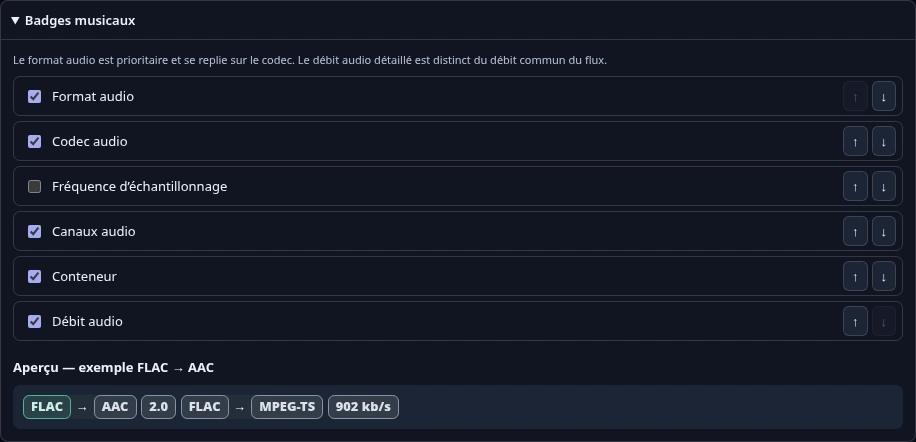 ▼ Badges musicaux
Le format audio est prioritaire et se replie sur le codec. Le débit audio détaillé est distinct du débit commun du flux.
Format audio ↑ ↓
Codec audio ↑ ↓
Fréquence d’échantillonnage ↑ ↓
Canaux audio ↑ ↓
Conteneur ↑ ↓
Débit audio ↑ ↓
Aperçu — exemple FLAC → AAC
FLAC → AAC 2.0 FLAC → MPEG-TS 902 kb/s